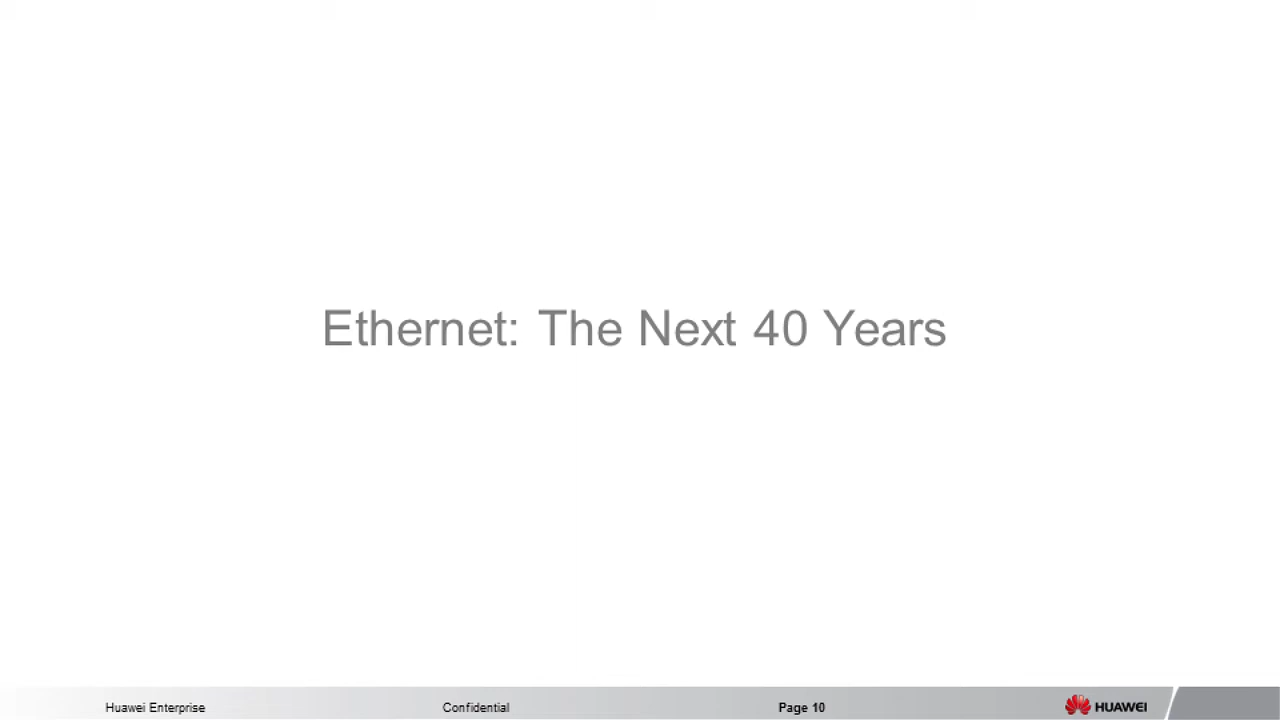 Ethernet: The Next 40 Years
Huawei Enterprise
Confidential
Page 10
HUAWEI